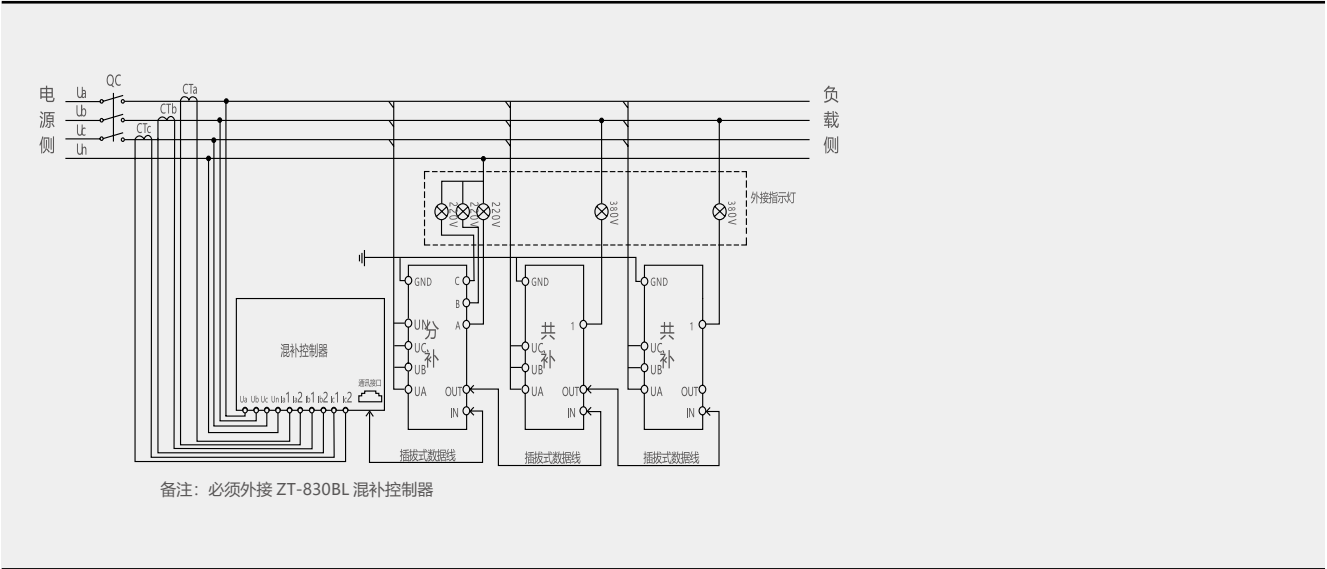 电源侧
QC
Ua
Ub
Uc
Un
CTa
CTb
CTc
负载侧
外接指示灯
220V
220V
220V
380V
380V
混补控制器
通讯接口
Ua Ub Uc Un Ia1 Ia2 Ib1 Ib2 Ic1 Ic2
分补
GND
UN
UC
UB
UA
C
B
A
OUT
IN
共补
GND
UC
UB
UA
1
OUT
IN
共补
GND
UC
UB
UA
1
OUT
IN
插拔式数据线
插拔式数据线
插拔式数据线
备注：必须外接 ZT-830BL 混补控制器